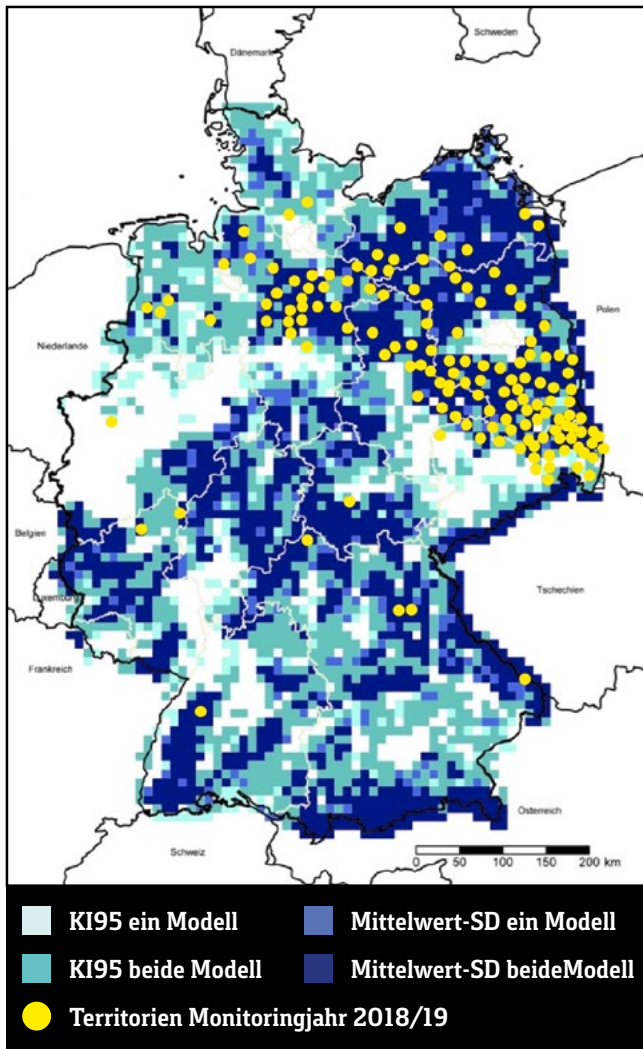 Schweden
Dänemark
Polen
Niederlande
Belgien
Luxemburg
Tschechien
Frankreich
Österreich
Schweiz
0 50 100 150 200 km
KI95 ein Modell
Mittelwert-SD ein Modell
KI95 beide Modell
Mittelwert-SD beideModell
Territorien Monitoringjahr 2018/19